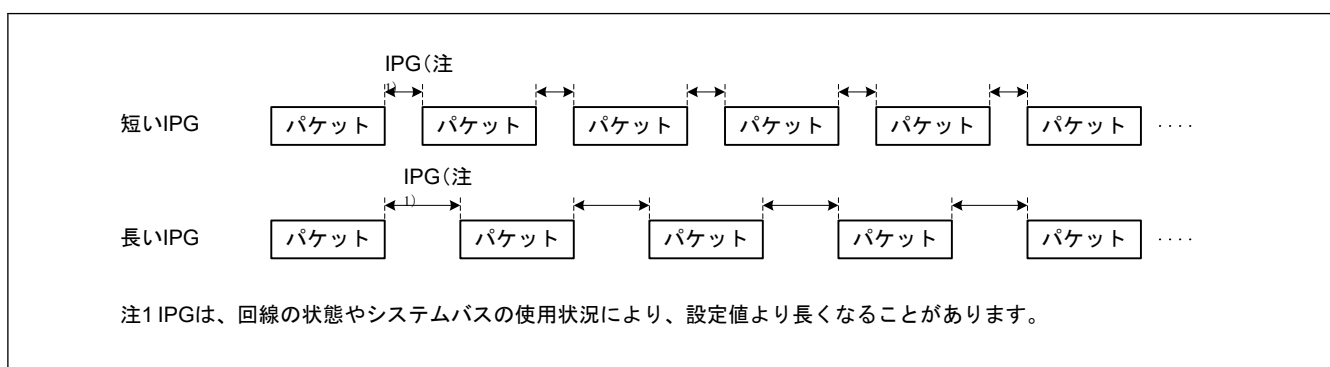 IPG（注
1）
短いIPG パケット パケット パケット パケット パケット パケット ････
IPG（注
1）
長いIPG パケット パケット パケット パケット パケット ････
注1 IPGは、回線の状態やシステムバスの使用状況により、設定値より長くなることがあります。